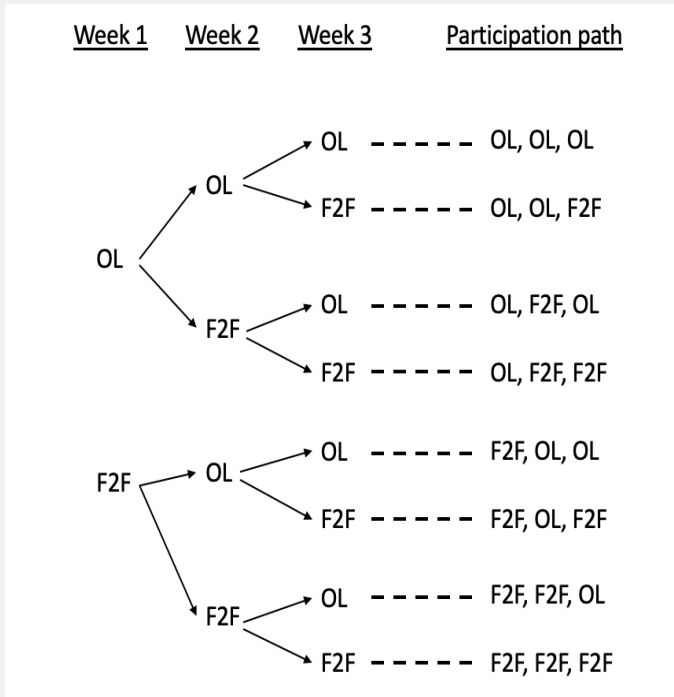 Week 1 Week 2 Week 3 Participation path
OL OL, OL, OL
OL
F2F OL, OL, F2F
OL
OL OL, F2F, OL
F2F
F2F OL, F2F, F2F
OL F2F, OL, OL
F2F OL
F2F F2F, OL, F2F
OL F2F, F2F, OL
F2F
F2F F2F, F2F, F2F